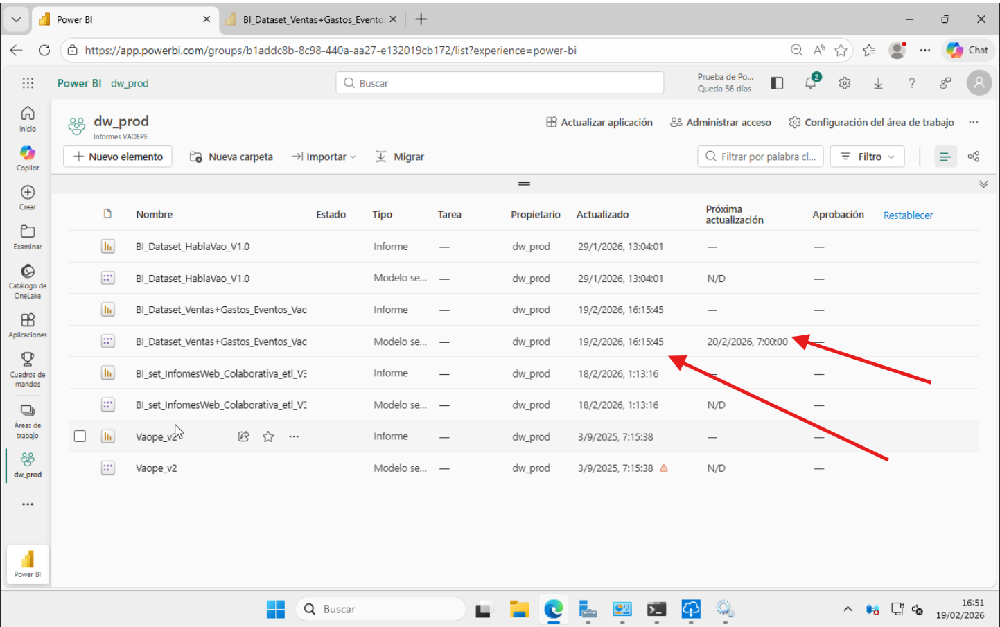 Power BI
BI_Dataset_Ventas+Gastos_Evento
https://app.powerbi.com/groups/b1addc8b-8c98-440a-aa27-e132019cb172/list?experience=power-bi
Chat
Power BI dw_prod
Buscar
Prueba de Po...
Queda 56 días
2
Inicio
Copilot
Crear
Examinar
Catálogo de
OneLake
Aplicaciones
Cuadros de
mandos
Áreas de
trabajo
dw_prod
Power BI
dw_prod
Informes VAOEPE
Actualizar aplicación
Administrar acceso
Configuración del área de trabajo
Nuevo elemento
Nueva carpeta
Importar
Migrar
Filtrar por palabra cl...
Filtro
Nombre Estado Tipo Tarea Propietario Actualizado Próxima actualización Aprobación Restablecer
BI_Dataset_HablaVao_V1.0 Informe — dw_prod 29/1/2026, 13:04:01 — —
BI_Dataset_HablaVao_V1.0 Modelo se... — dw_prod 29/1/2026, 13:04:01 N/D —
BI_Dataset_Ventas+Gastos_Eventos_Vao Informe — dw_prod 19/2/2026, 16:15:45 — —
BI_Dataset_Ventas+Gastos_Eventos_Vao Modelo se... — dw_prod 19/2/2026, 16:15:45 20/2/2026, 7:00:00 —
BI_set_InfomesWeb_Colaborativa_etl_V3 Informe — dw_prod 18/2/2026, 1:13:16 — —
BI_set_InfomesWeb_Colaborativa_etl_V3 Modelo se... — dw_prod 18/2/2026, 1:13:16 N/D —
Vaope_v2 Informe — dw_prod 3/9/2025, 7:15:38 — —
Vaope_v2 Modelo se... — dw_prod 3/9/2025, 7:15:38 N/D —
Buscar
16:51
19/02/2026